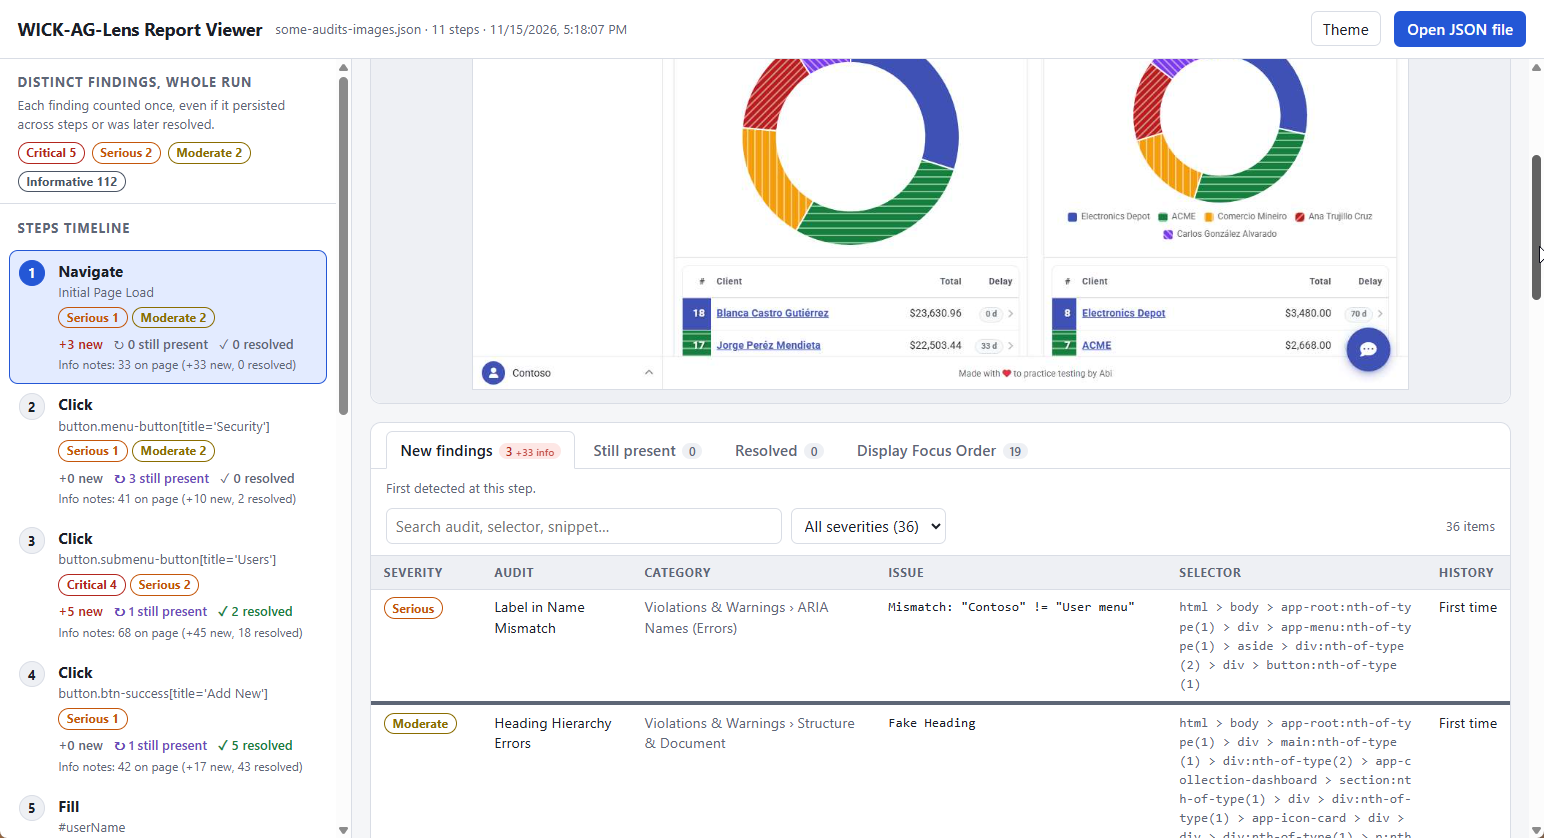 WICK-AG-Lens Report Viewer some-audits-images.json · 11 steps · 11/15/2026, 5:18:07 PM Theme Open JSON file
DISTINCT FINDINGS, WHOLE RUN
Each finding counted once, even if it persisted
across steps or was later resolved.
Critical 5 Serious 2 Moderate 2
Informative 112
STEPS TIMELINE
1 Navigate
Initial Page Load
Serious 1 Moderate 2
+3 new ↻ 0 still present ✓ 0 resolved
Info notes: 33 on page (+33 new, 0 resolved)
2 Click
button.menu-button[title='Security']
Serious 1 Moderate 2
+0 new ↻ 3 still present ✓ 0 resolved
Info notes: 41 on page (+10 new, 2 resolved)
3 Click
button.submenu-button[title='Users']
Critical 4 Serious 2
+5 new ↻ 1 still present ✓ 2 resolved
Info notes: 68 on page (+45 new, 18 resolved)
4 Click
button.btn-success[title='Add New']
Serious 1
+0 new ↻ 1 still present ✓ 5 resolved
Info notes: 42 on page (+17 new, 43 resolved)
5 Fill
#userName
Electronics Depot ACME Comercio Mineiro Ana Trujillo Cruz
Carlos González Alvarado
# Client Total Delay
18 Blanca Castro Gutiérrez $23,630.96 0 d
17 Jorge Peréz Mendieta $22,503.44 33 d
# Client Total Delay
8 Electronics Depot $3,480.00 70 d
7 ACME $2,668.00
Contoso
Made with ❤ to practice testing by Abi
New findings 3 +33 info Still present 0 Resolved 0 Display Focus Order 19
First detected at this step.
Search audit, selector, snippet... All severities (36) 36 items
SEVERITY AUDIT CATEGORY ISSUE SELECTOR HISTORY
Serious
Label in Name
Mismatch
Violations & Warnings › ARIA
Names (Errors)
Mismatch: "Contoso" != "User menu"
html > body > app-root:nth-of-ty
pe(1) > div > app-menu:nth-of-ty
pe(1) > aside > div:nth-of-type
(2) > div > button:nth-of-type
(1)
First time
Moderate
Heading Hierarchy
Errors
Violations & Warnings › Structure
& Document
Fake Heading
html > body > app-root:nth-of-ty
pe(1) > div > main:nth-of-type
(1) > div:nth-of-type(2) > app-c
ollection-dashboard > section:nt
h-of-type(1) > div > div:nth-of-
type(1) > app-icon-card > div >
div > div:nth-of-type(1) > p:nth
First time